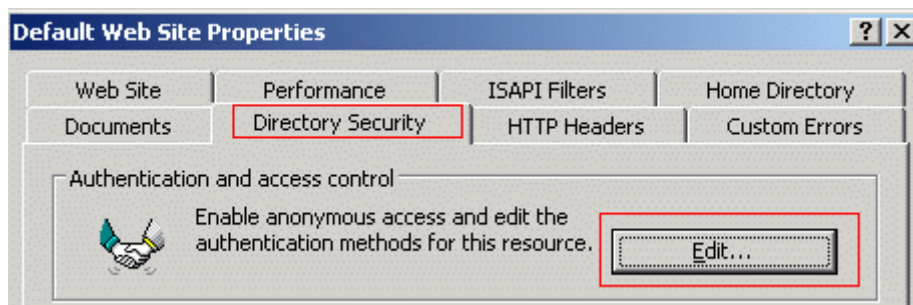 Default Web Site Properties
Web Site Performance ISAPI Filters Home Directory
Documents Directory Security HTTP Headers Custom Errors
Authentication and access control
Enable anonymous access and edit the
authentication methods for this resource.
Edit...